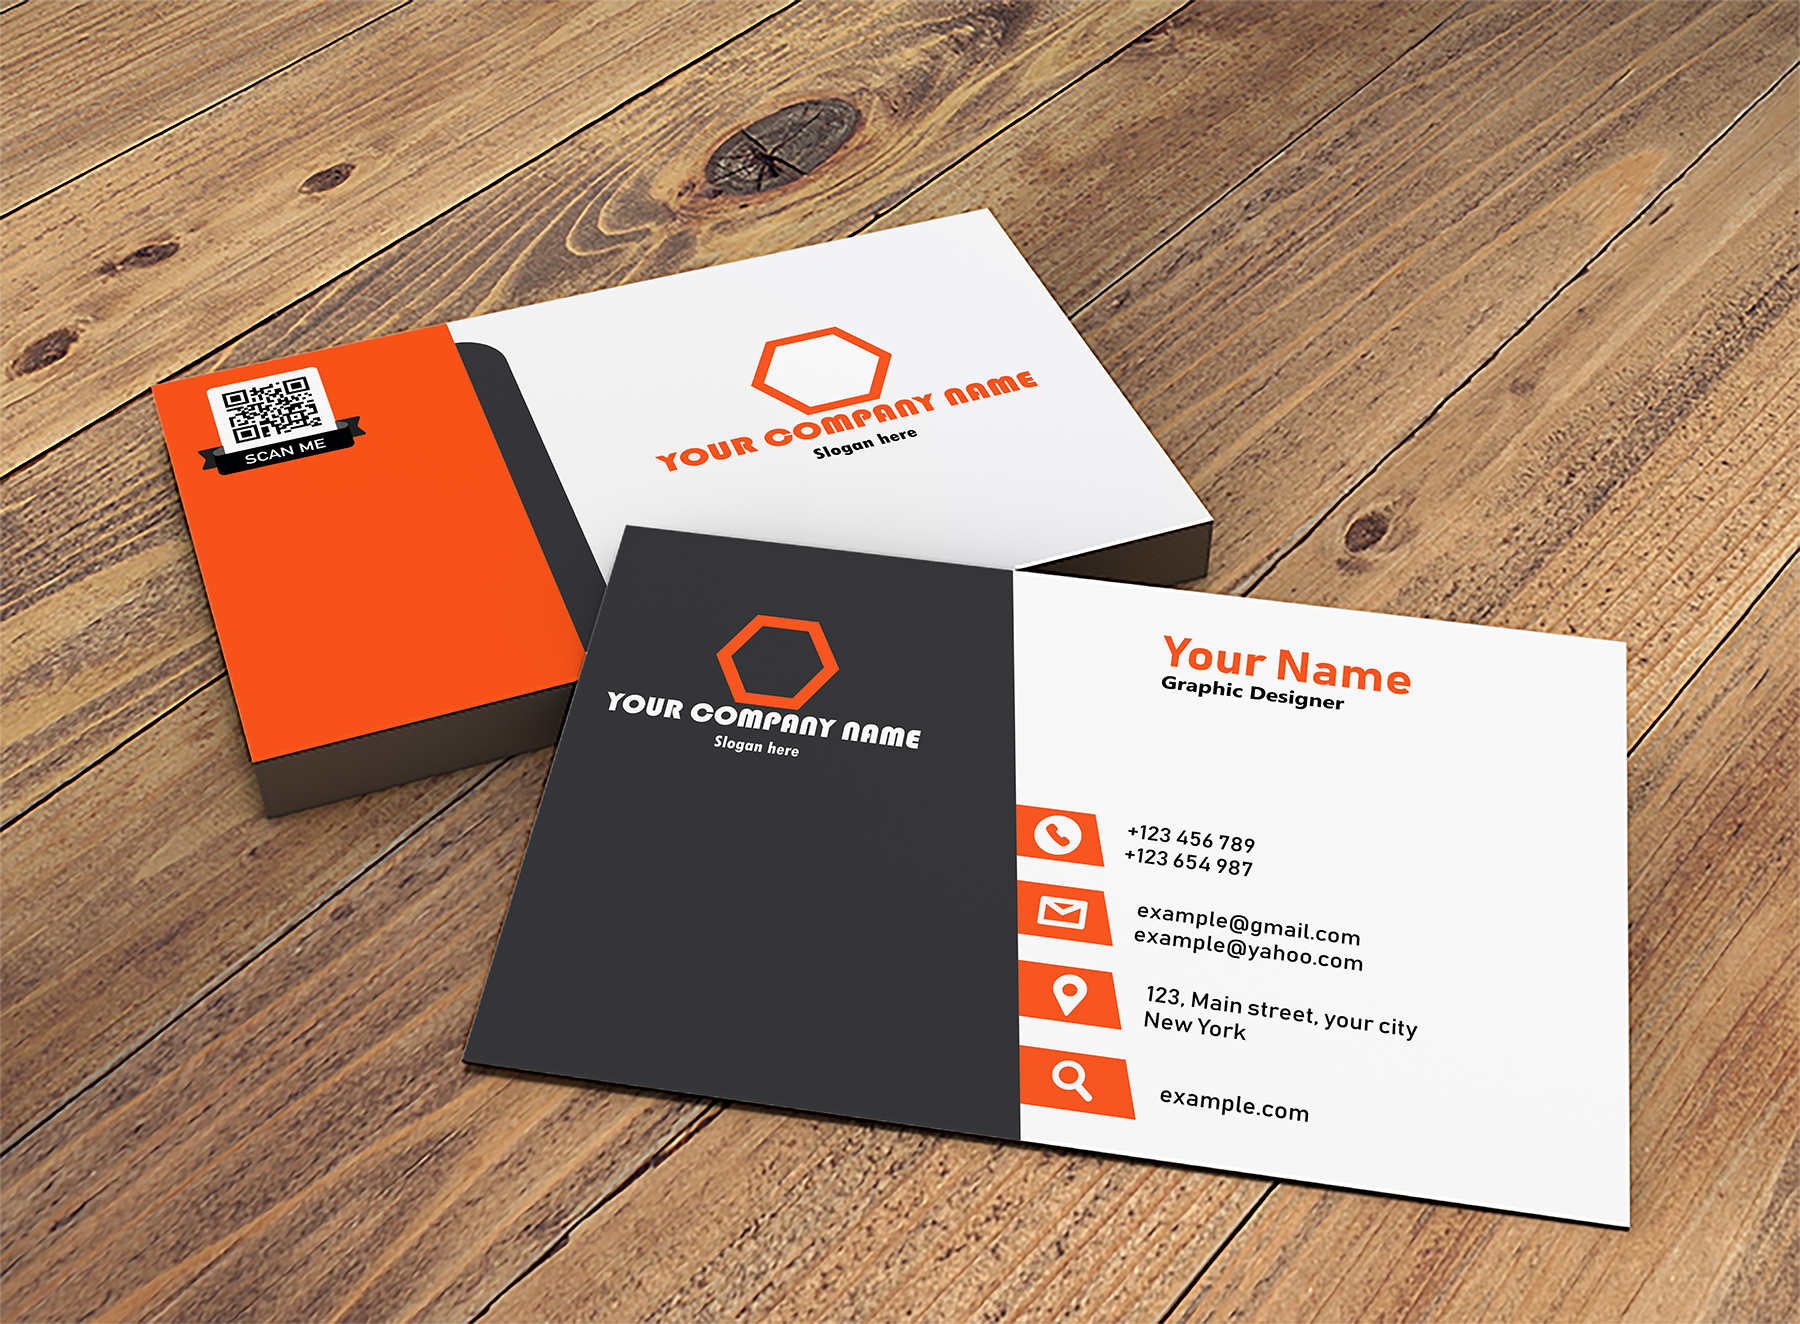 SCAN ME
YOUR COMPANY NAME
Slogan here
YOUR COMPANY NAME
Slogan here
Your Name
Graphic Designer
+123 456 789
+123 654 987
example@gmail.com
example@yahoo.com
123, Main street, your city
New York
example.com